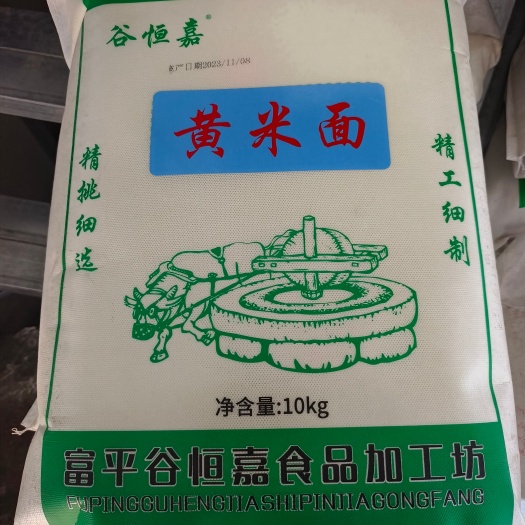 谷恒嘉®
生产日期2023/11/08
黄米面
精挑细选
精工细制
净含量:10kg
富平谷恒嘉食品加工坊
FUPINGGUHENGJIASHIPINJIAGONGFANG